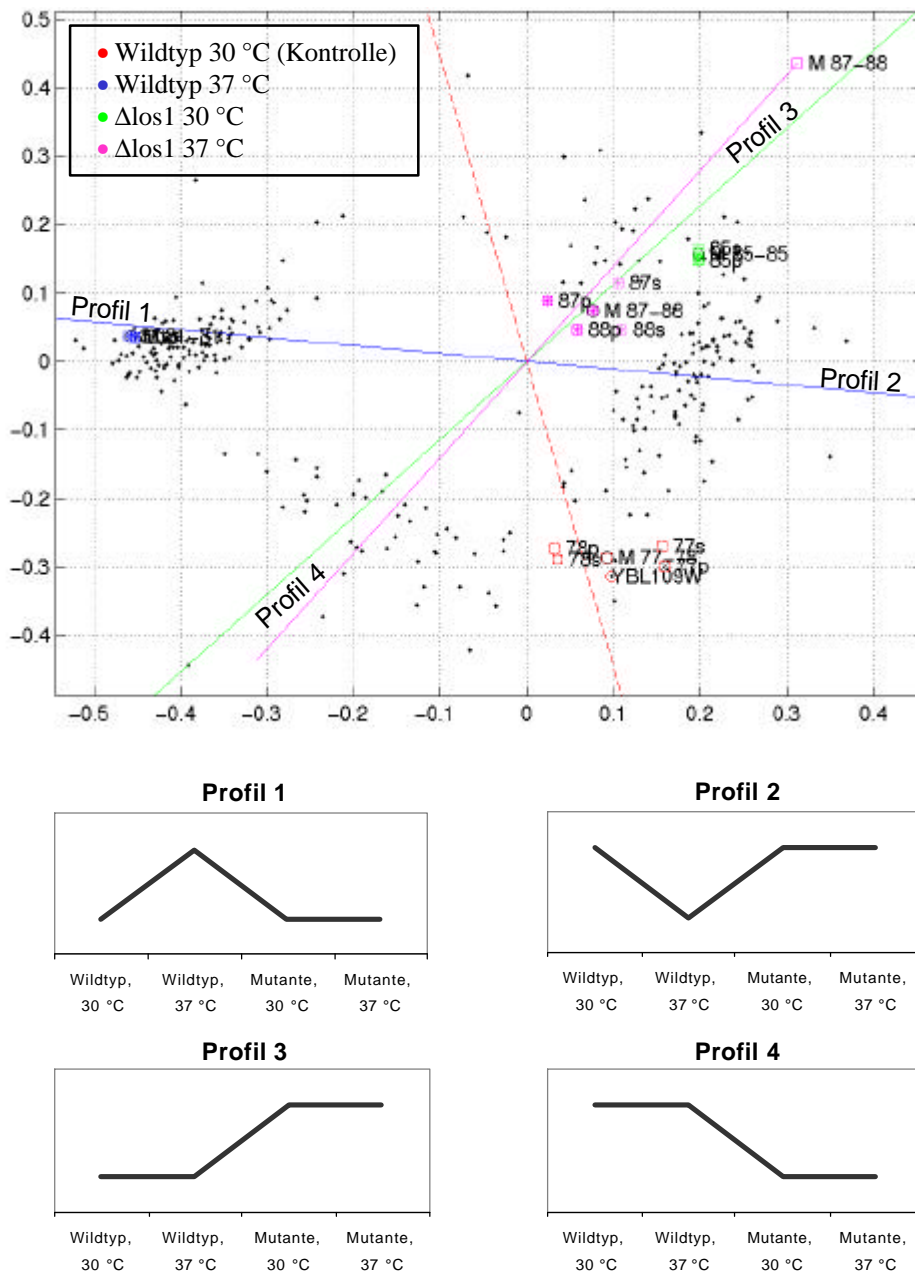 0.5
0.4
0.3
0.2
0.1
0
−0.1
−0.2
−0.3
−0.4
Wildtyp 30 °C (Kontrolle)
Wildtyp 37 °C
Δlos1 30 °C
Δlos1 37 °C
M 87−88
Profil 3
85p
87s
87p
M 87−88
88p
88s
Profil 1
Profil 2
78p
77s
78s
YBL109W
Profil 4
−0.5
−0.4
−0.3
−0.2
−0.1
0
0.1
0.2
0.3
0.4
Profil 1
Wildtyp, Wildtyp, Mutante, Mutante,
30 °C 37 °C 30 °C 37 °C
Profil 2
Wildtyp, Wildtyp, Mutante, Mutante,
30 °C 37 °C 30 °C 37 °C
Profil 3
Wildtyp, Wildtyp, Mutante, Mutante,
30 °C 37 °C 30 °C 37 °C
Profil 4
Wildtyp, Wildtyp, Mutante, Mutante,
30 °C 37 °C 30 °C 37 °C